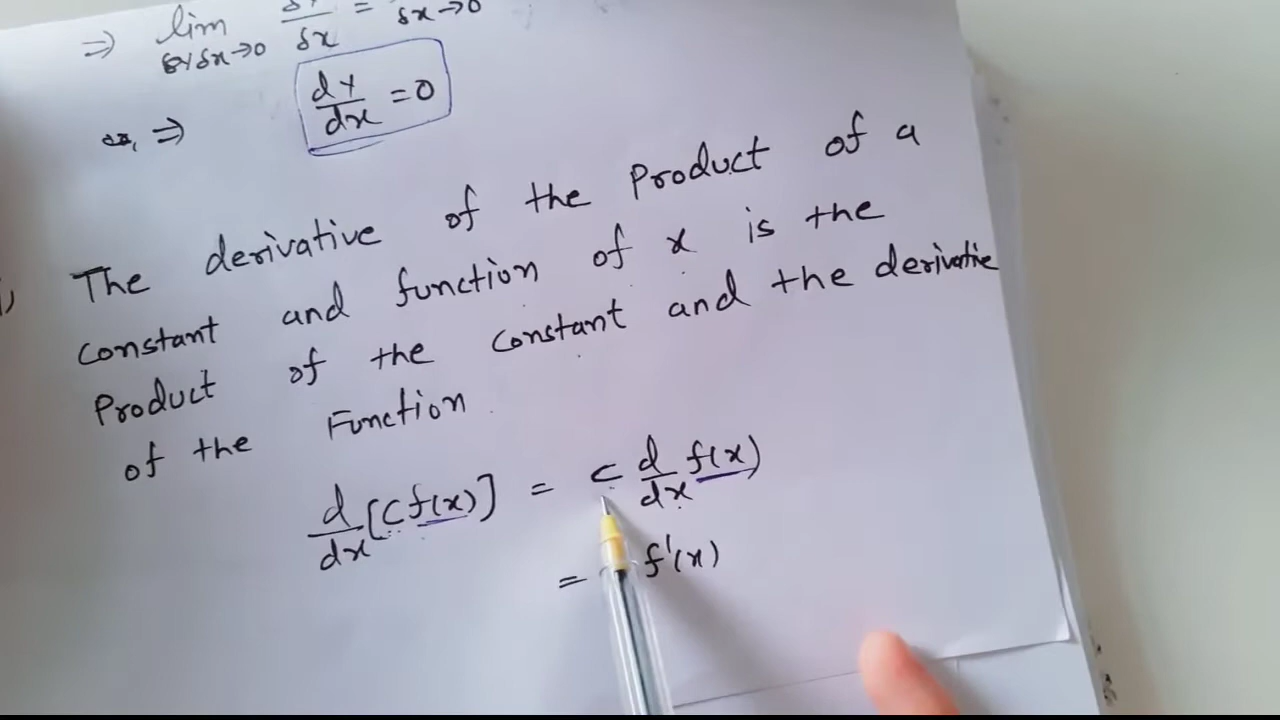 ⇒ lim δx→0 δy/δx = δx→0
⇒ dy/dx = 0
The derivative of the Product of a
constant and function of x is the
Product of the constant and the derivative
of the Function
d/dx [c f(x)] = c d/dx f(x)
= f'(x)